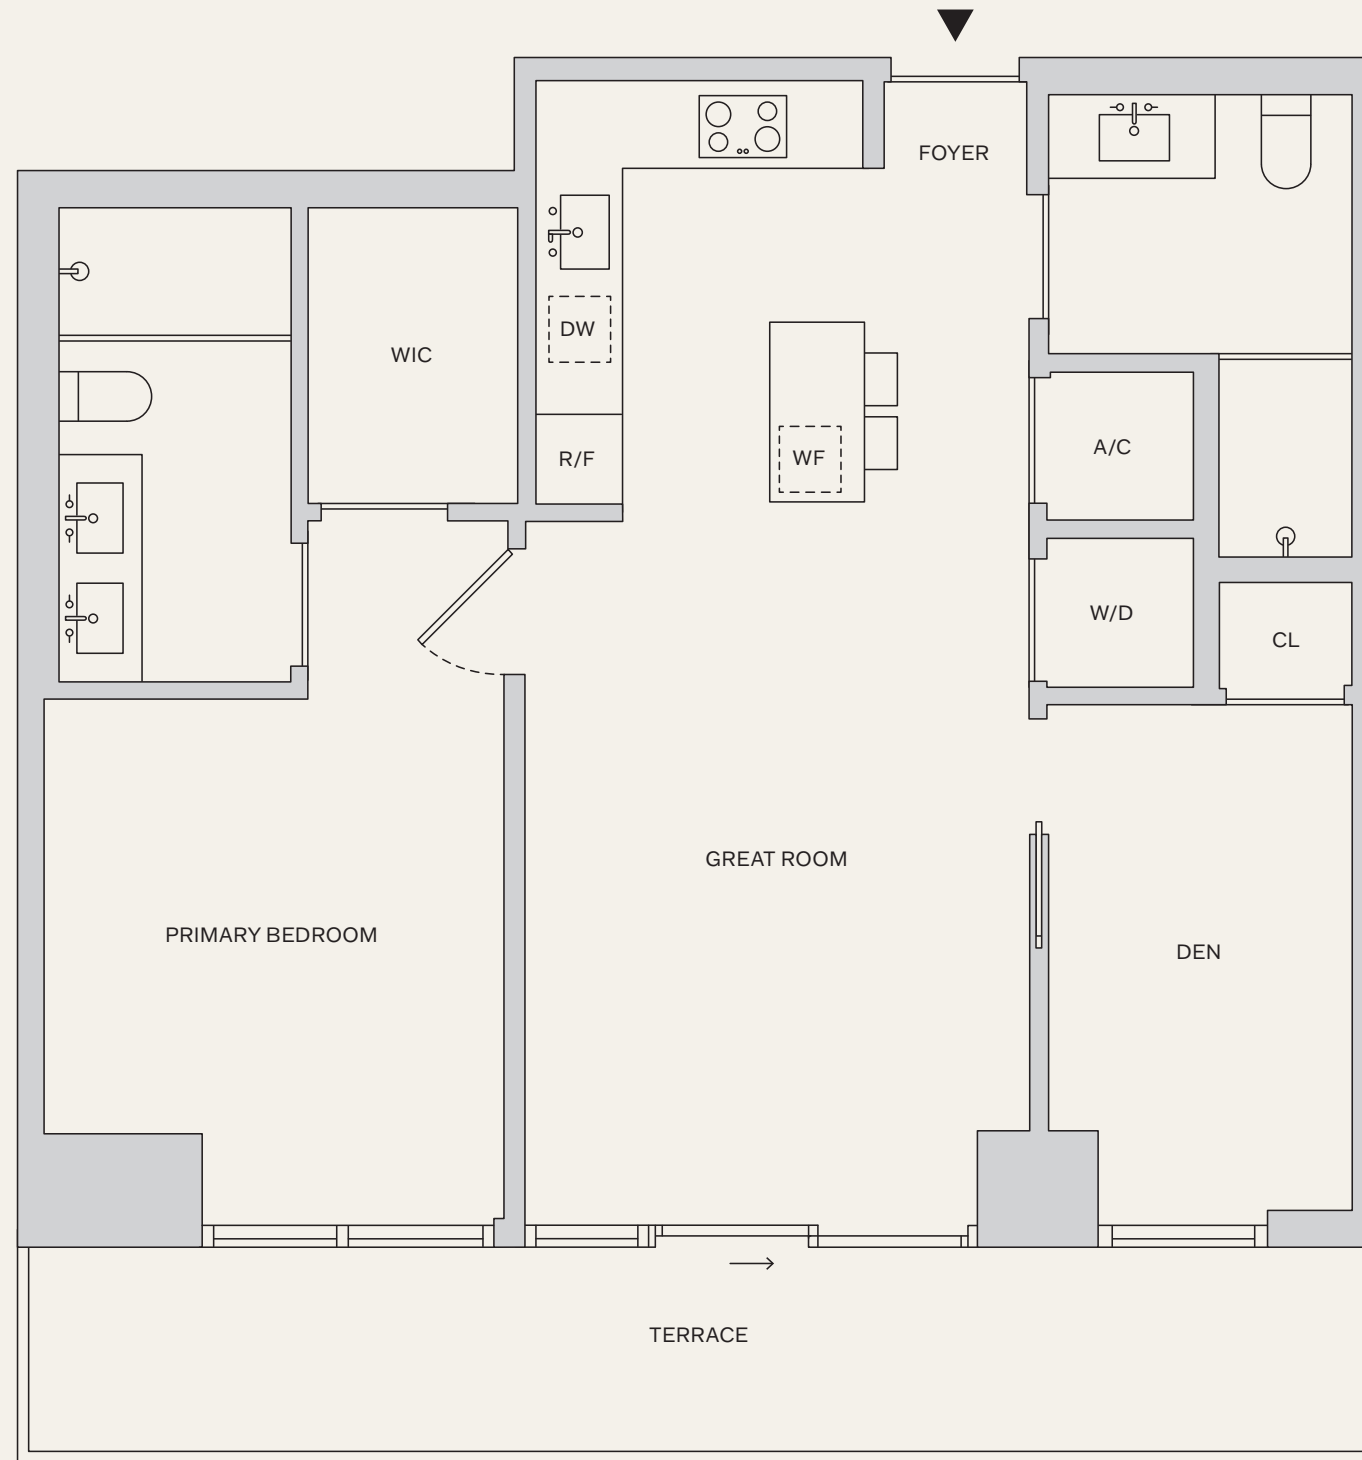 FOYER
DW
WIC
R/F
WF
A/C
W/D
CL
GREAT ROOM
PRIMARY BEDROOM
DEN
TERRACE